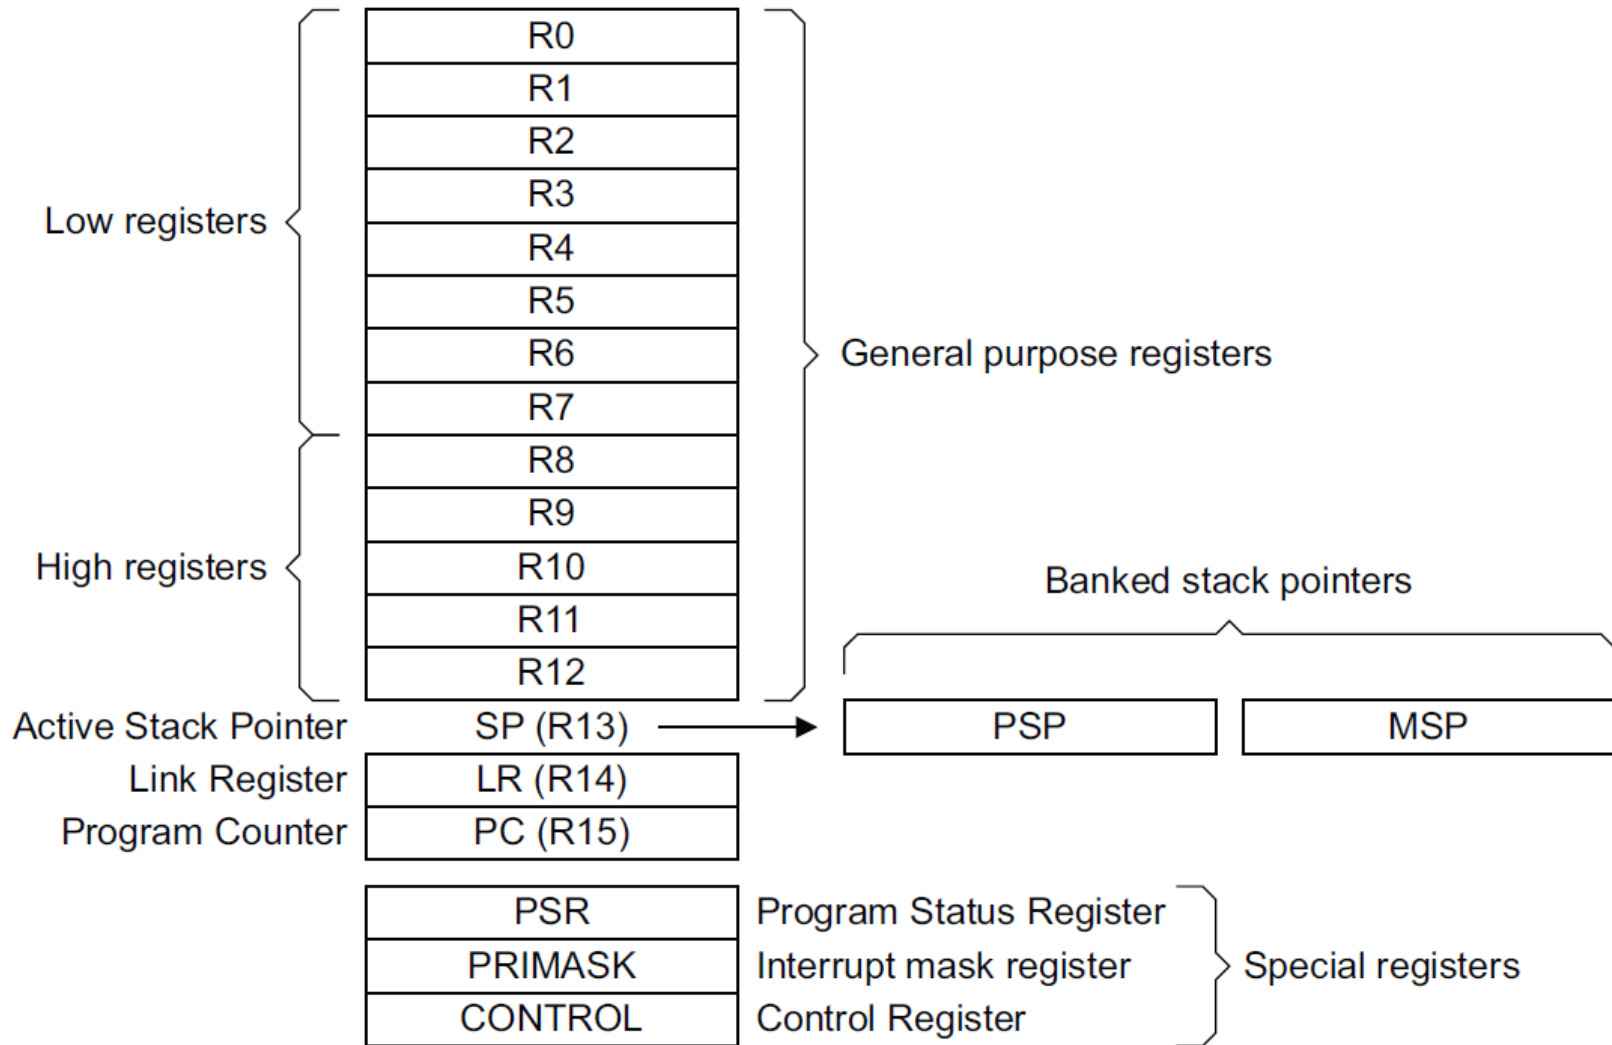 R0
R1
R2
R3
Low registers
R4
R5
R6
General purpose registers
R7
R8
R9
High registers
R10
Banked stack pointers
R11
R12
Active Stack Pointer SP (R13) PSP MSP
Link Register LR (R14)
Program Counter PC (R15)
PSR Program Status Register
PRIMASK Interrupt mask register Special registers
CONTROL Control Register